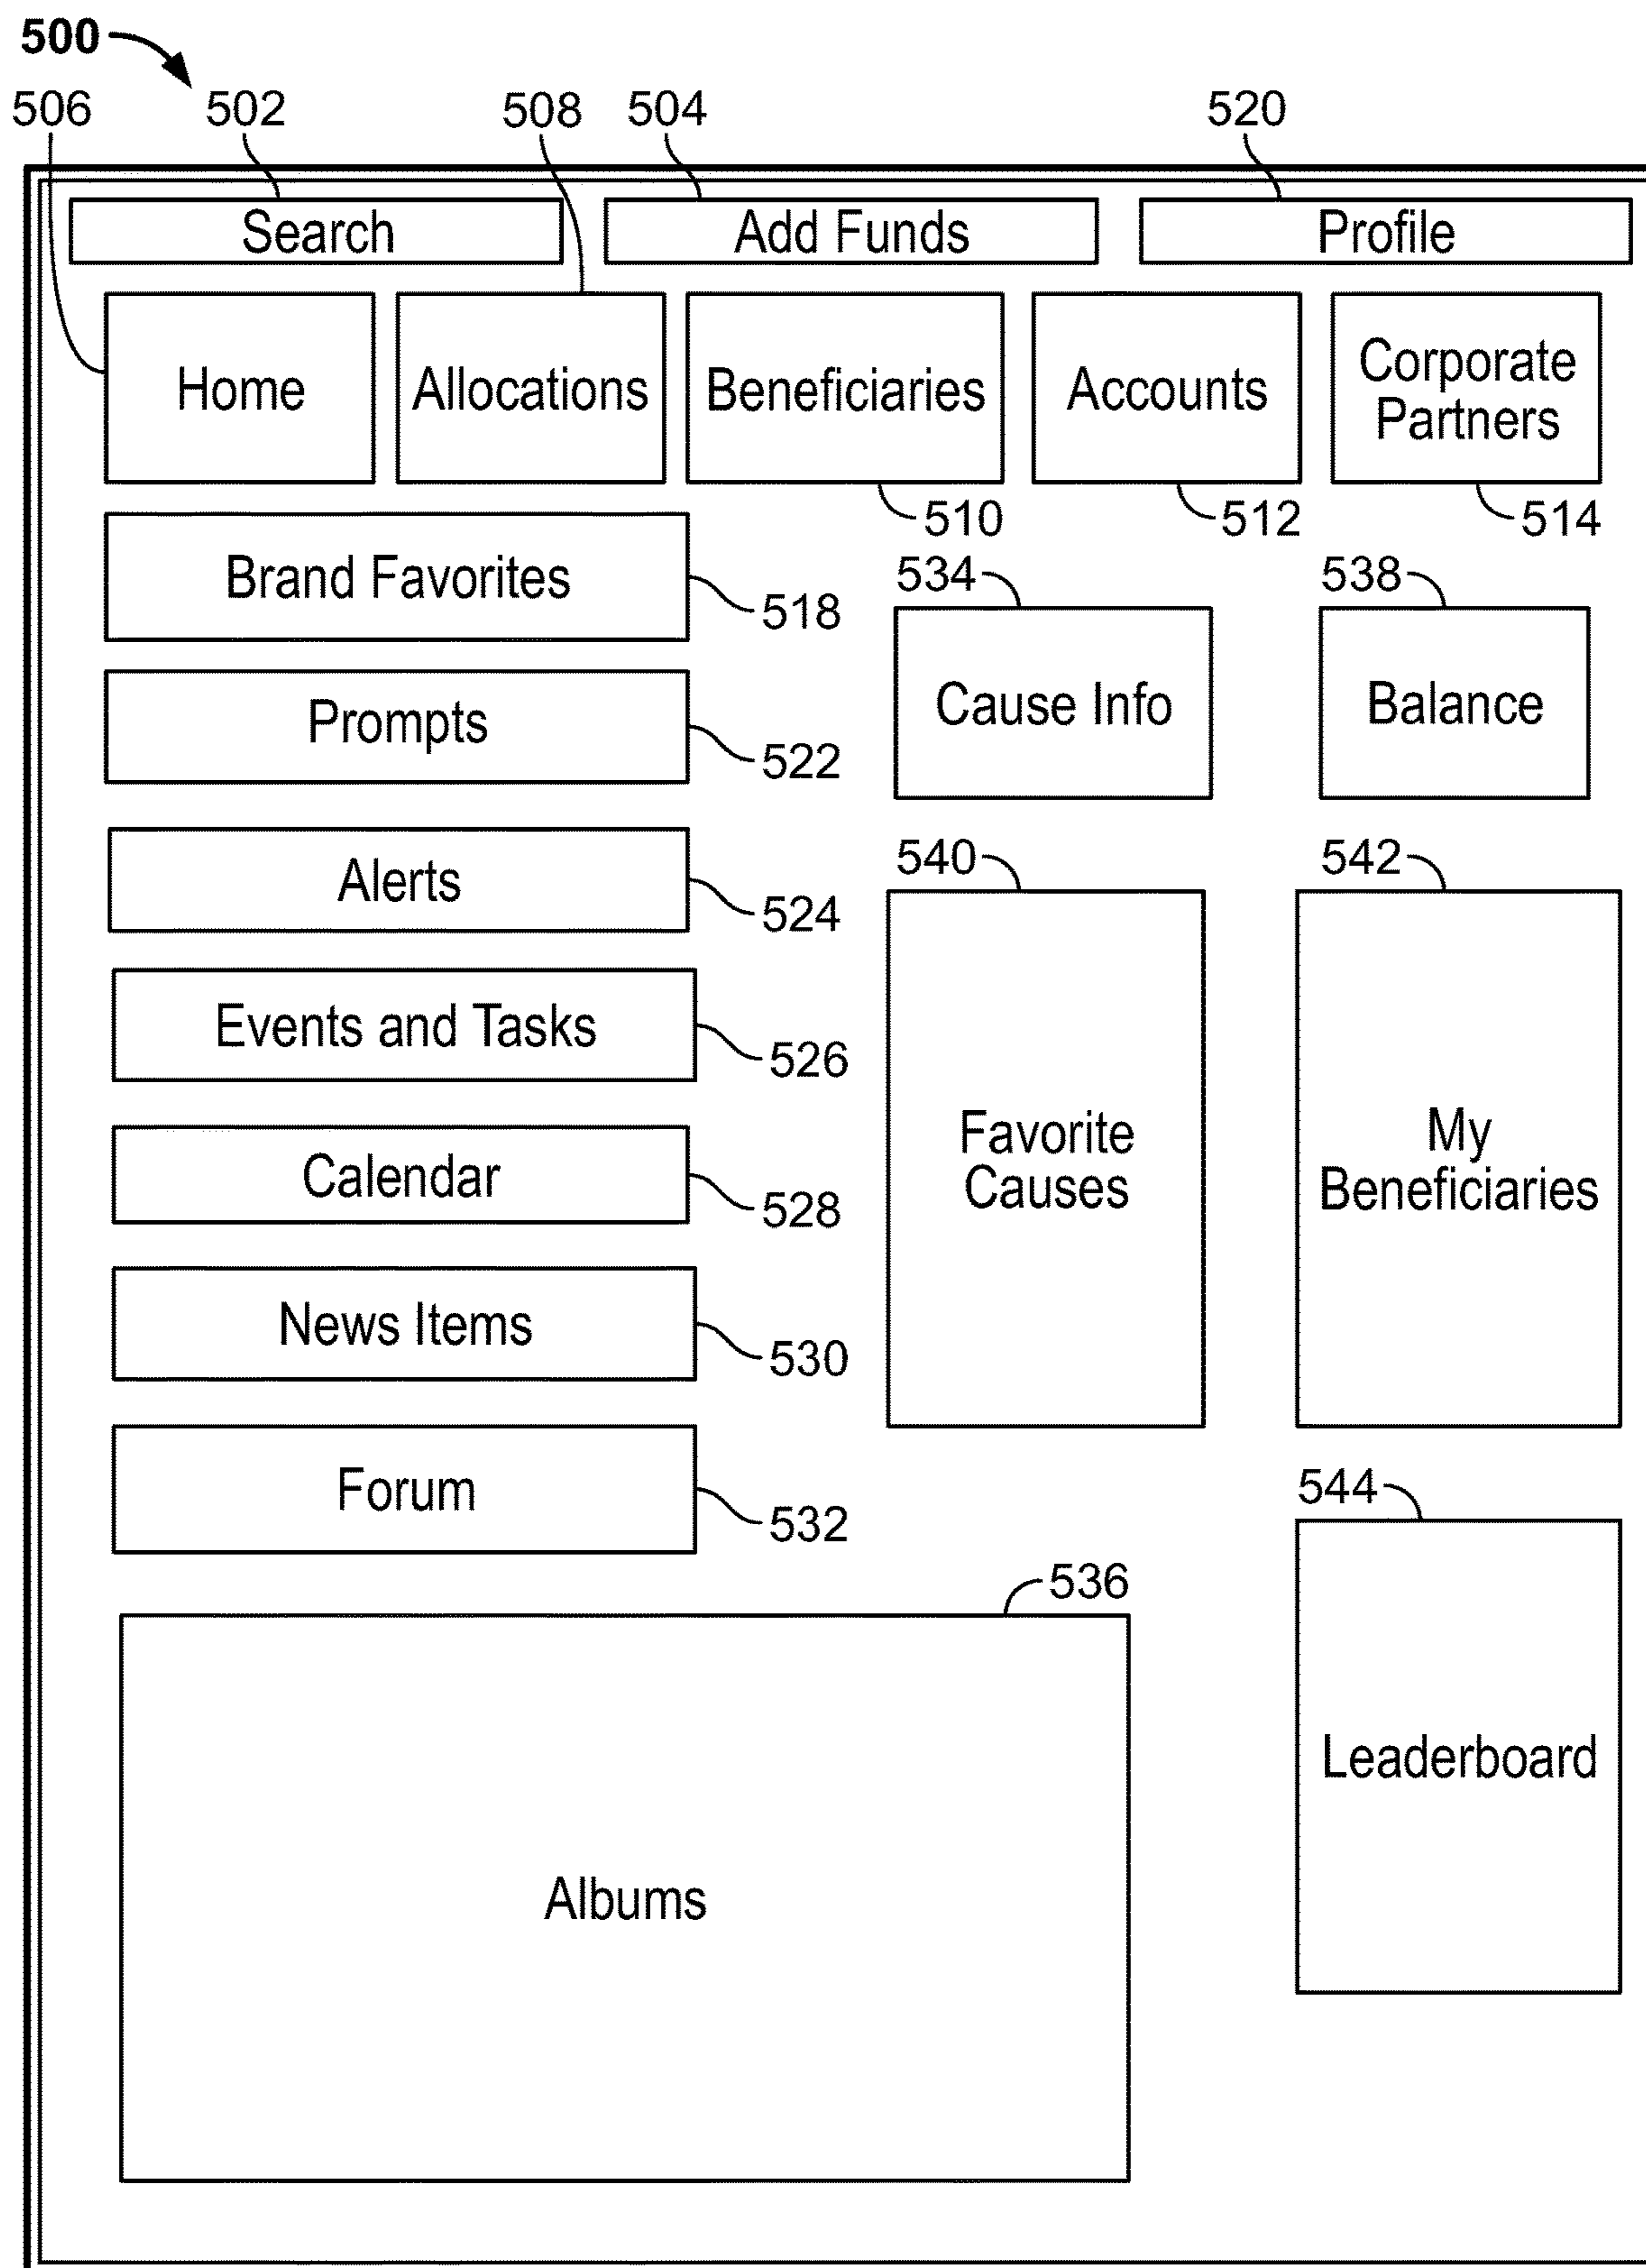 500
506 502 508 504 520
Search Add Funds Profile
Home Allocations Beneficiaries Accounts Corporate
Partners
510 512 514
Brand Favorites 518
534 538
Cause Info Balance
Prompts 522
540 542
Alerts 524
Events and Tasks 526
Favorite
Causes
My
Beneficiaries
Calendar 528
News Items 530
Forum 532
544
536
Leaderboard
Albums